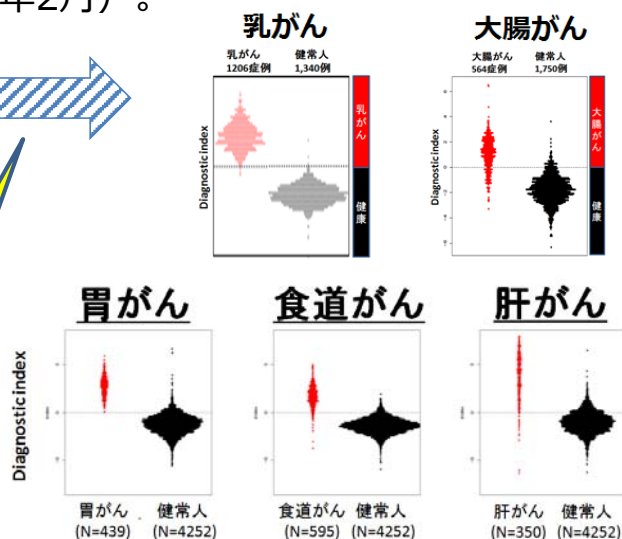 年2月)。
乳がん
乳がん 健常人
1206症例 1,340例
Diagnostic index
乳がん
健康
大腸がん
大腸がん 健常人
564症例 1,750例
Diagnostic index
大腸がん
健康
胃がん
Diagnostic index
胃がん 健常人
(N=439) (N=4252)
食道がん
食道がん 健常人
(N=595) (N=4252)
肝がん
肝がん 健常人
(N=350) (N=4252)